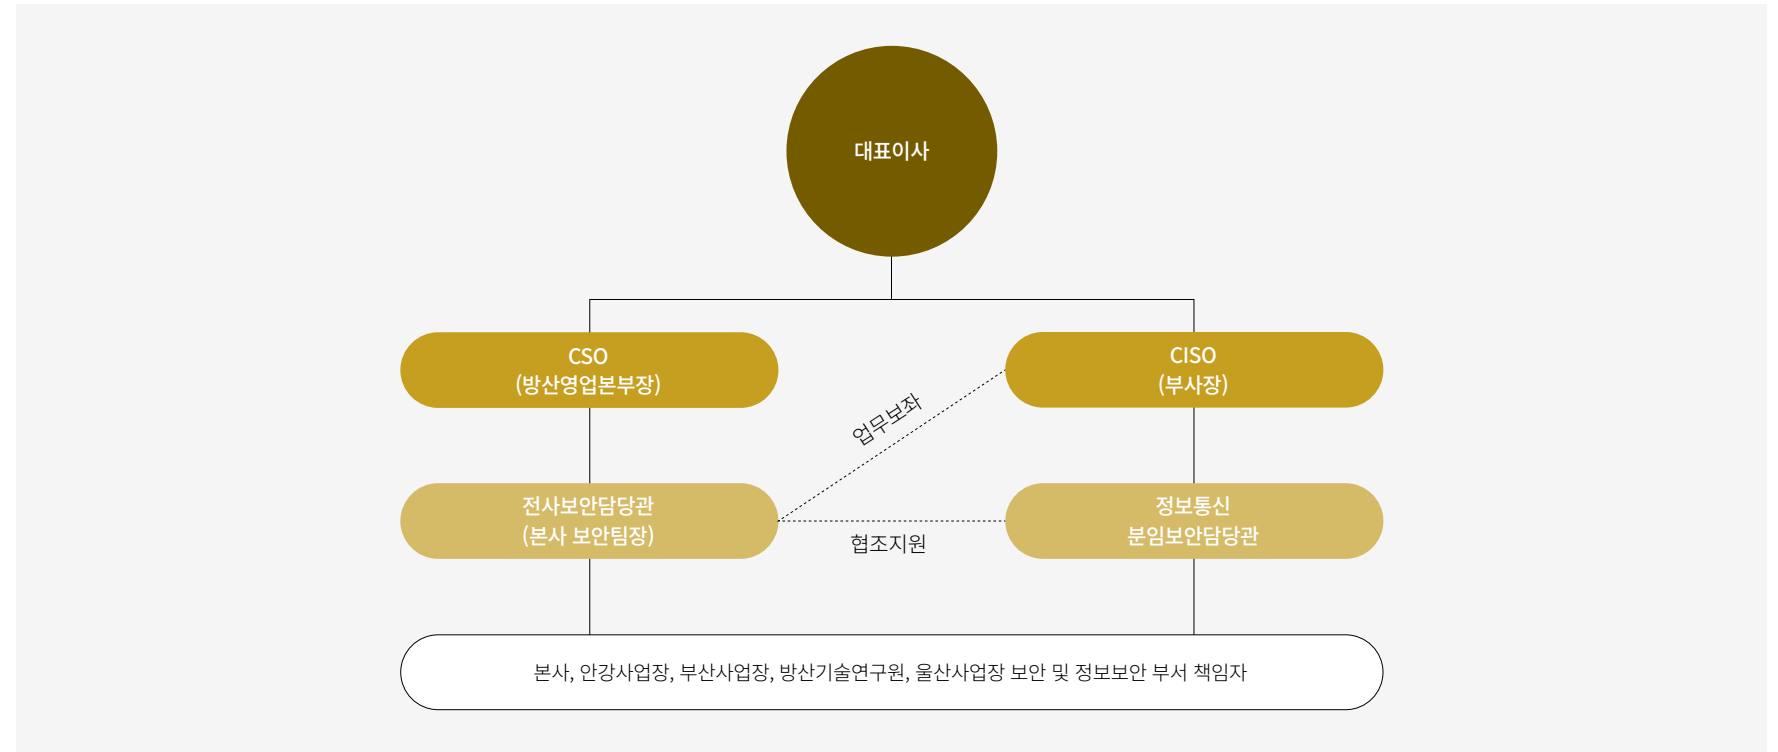 대표이사
CSO
(방산영업본부장)
CISO
(부사장)
업무보좌
전사보안담당관
(본사 보안팀장)
정보통신
분임보안담당관
협조지원
본사, 안강사업장, 부산사업장, 방산기술연구원, 울산사업장 보안 및 정보보안 부서 책임자